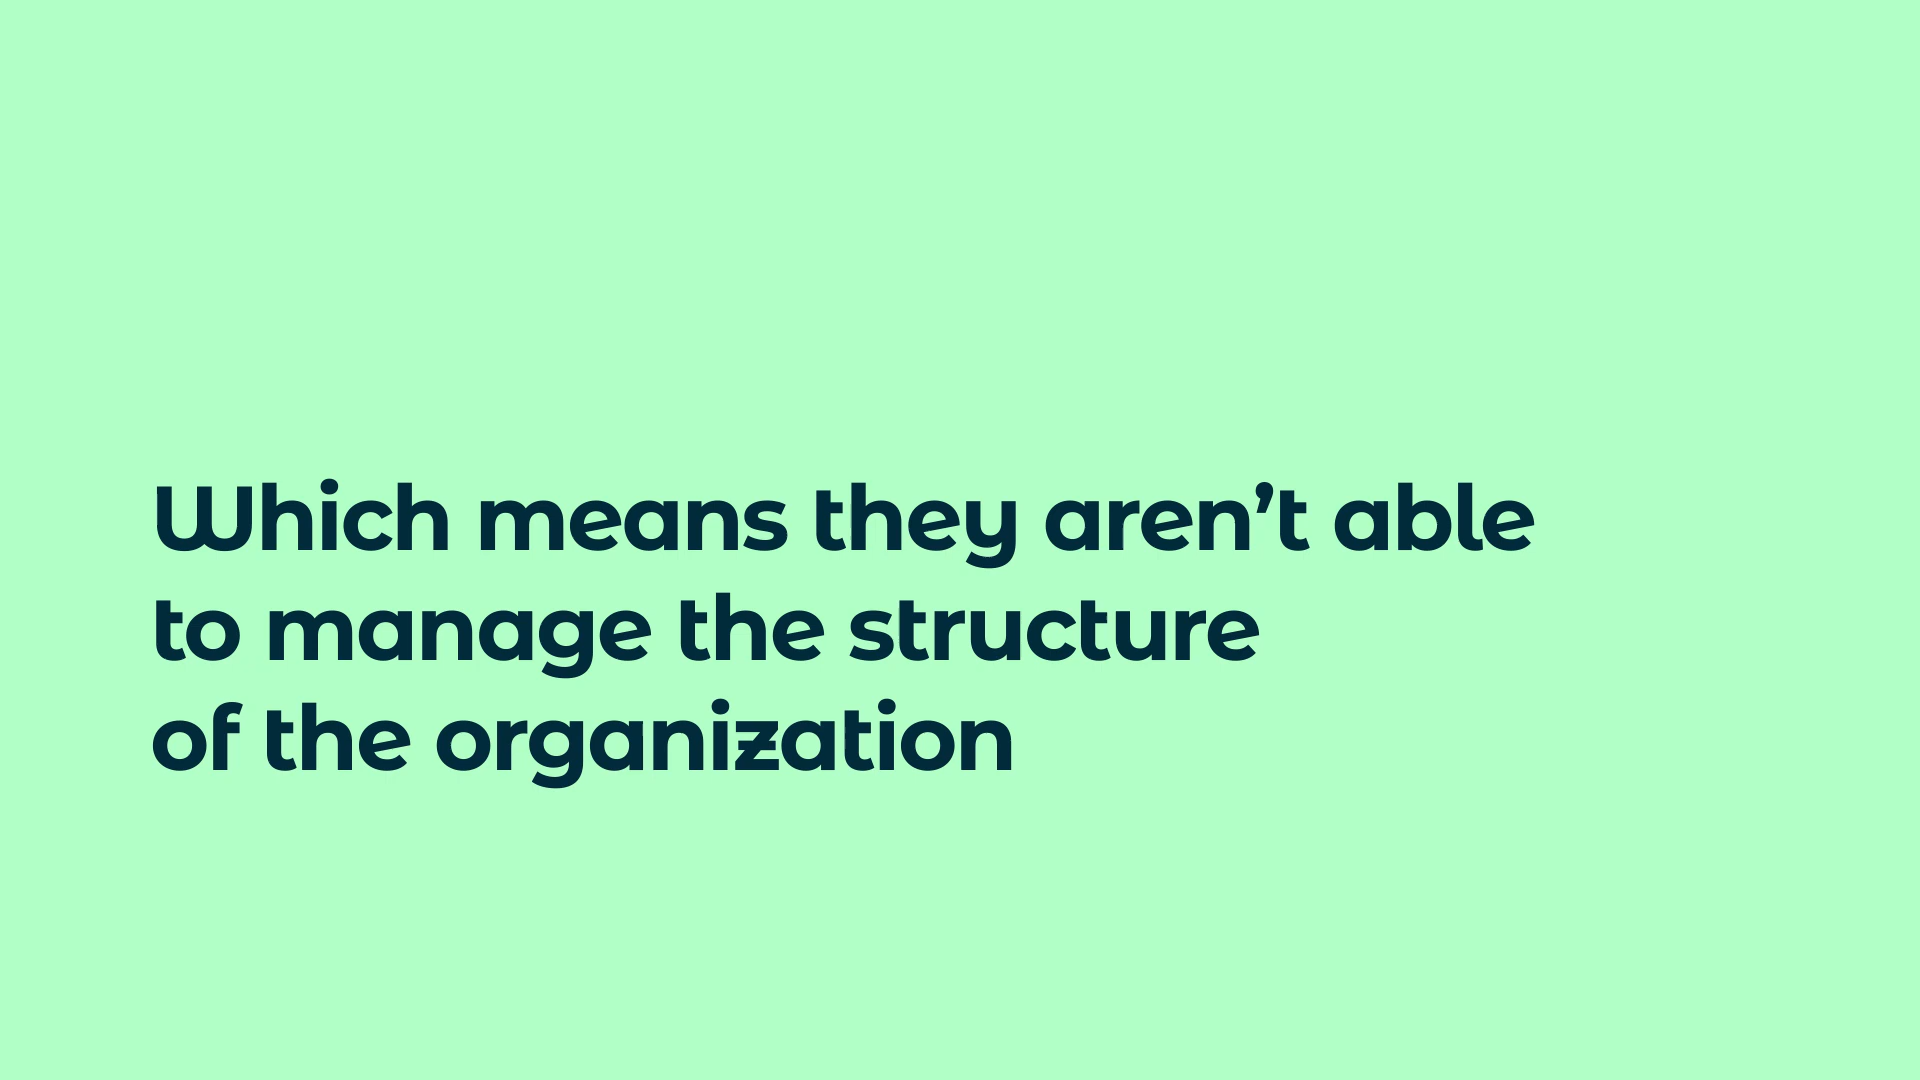 Which means they aren’t able
to manage the structure
of the organization